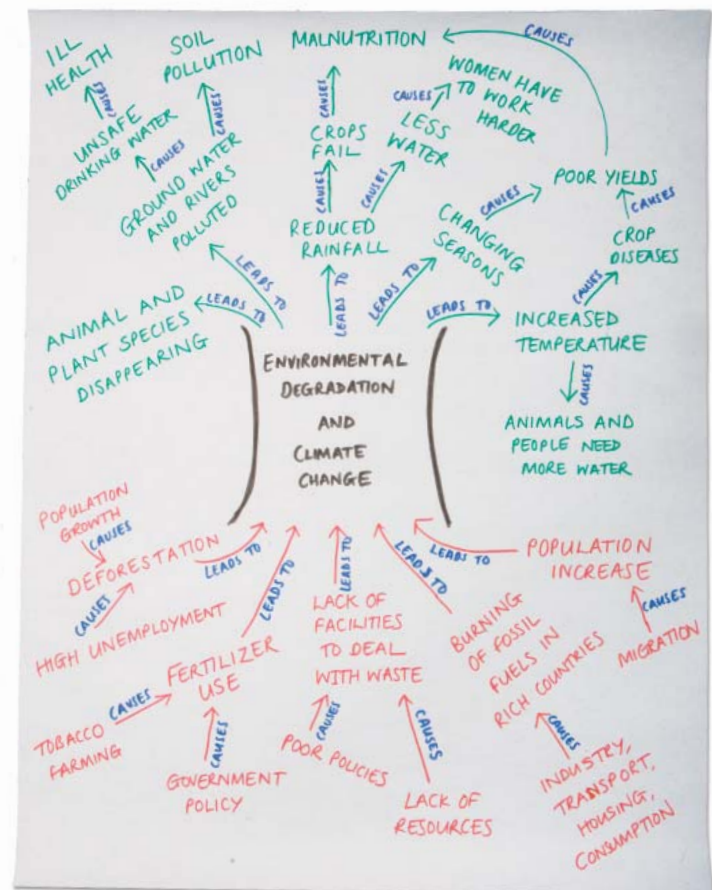 ILL
HEALTH
CAUSES
UNSAFE
DRINKING WATER
CAUSES
SOIL
POLLUTION
CAUSES
GROUND WATER
AND RIVERS
POLLUTED
LEADS TO
MALNUTRITION
CAUSES
CROPS
FAIL
CAUSES
REDUCED
RAINFALL
LEADS TO
WOMEN HAVE
TO WORK
HARDER
CAUSES
LESS
WATER
CAUSES
CAUSES
POOR YIELDS
CAUSES
CHANGING
SEASONS
LEADS TO
CAUSES
CROP
DISEASES
CAUSES
INCREASED
TEMPERATURE
LEADS TO
CAUSES
ANIMALS AND
PEOPLE NEED
MORE WATER
ANIMAL AND
PLANT SPECIES
DISAPPEARING
LEADS TO
ENVIRONMENTAL
DEGRADATION
AND
CLIMATE
CHANGE
POPULATION
GROWTH
CAUSES
DEFORESTATION
LEADS TO
CAUSES
HIGH UNEMPLOYMENT
LEADS TO
FERTILIZER
USE
CAUSES
TOBACCO
FARMING
CAUSES
GOVERNMENT
POLICY
LEADS TO
LACK OF
FACILITIES
TO DEAL
WITH WASTE
CAUSES
POOR POLICIES
CAUSES
LACK OF
RESOURCES
LEADS TO
BURNING
OF FOSSIL
FUELS IN
RICH COUNTRIES
CAUSES
INDUSTRY,
TRANSPORT,
HOUSING,
CONSUMPTION
LEADS TO
POPULATION
INCREASE
CAUSES
MIGRATION